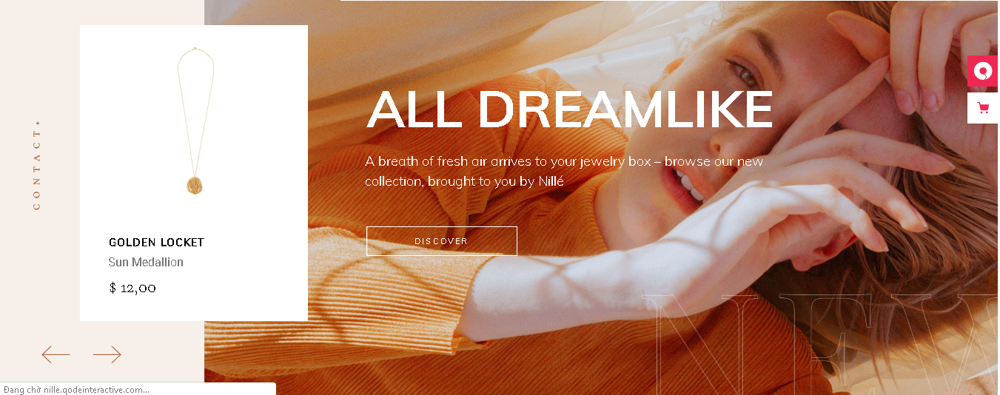 CONTACT+
GOLDEN LOCKET
Sun Medallion
$ 12,00
ALL DREAMLIKE
A breath of fresh air arrives to your jewelry box – browse our new
collection, brought to you by Nillé
DISCOVER
NEW
Đang chờ nille.qodeinteractive.com...